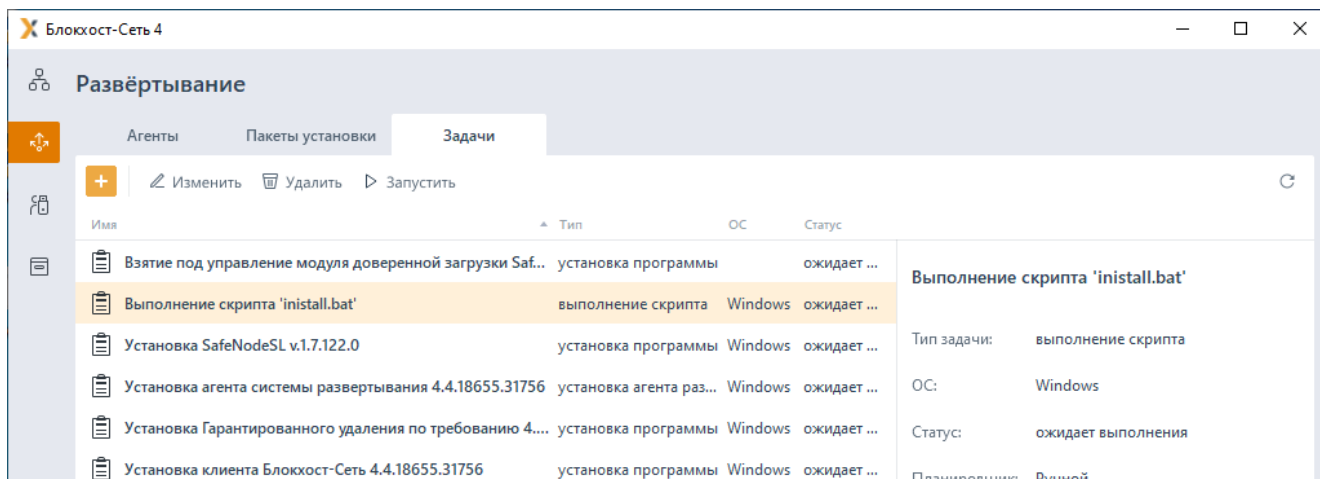 Блокхост-Сеть 4
Развёртывание
Агенты Пакеты установки Задачи
+ Изменить Удалить Запустить
Имя Тип ОС Статус
Взятие под управление модуля доверенной загрузки Saf... установка программы ожидает ...
Выполнение скрипта 'inistall.bat' выполнение скрипта Windows ожидает ...
Установка SafeNodeSL v.1.7.122.0 установка программы Windows ожидает ...
Установка агента системы развертывания 4.4.18655.31756 установка агента раз... Windows ожидает ...
Установка Гарантированного удаления по требованию 4.... установка программы Windows ожидает ...
Установка клиента Блокхост-Сеть 4.4.18655.31756 установка программы Windows ожидает ...
Выполнение скрипта 'inistall.bat'
Тип задачи: выполнение скрипта
ОС: Windows
Статус: ожидает выполнения
Планировщик: Ручной